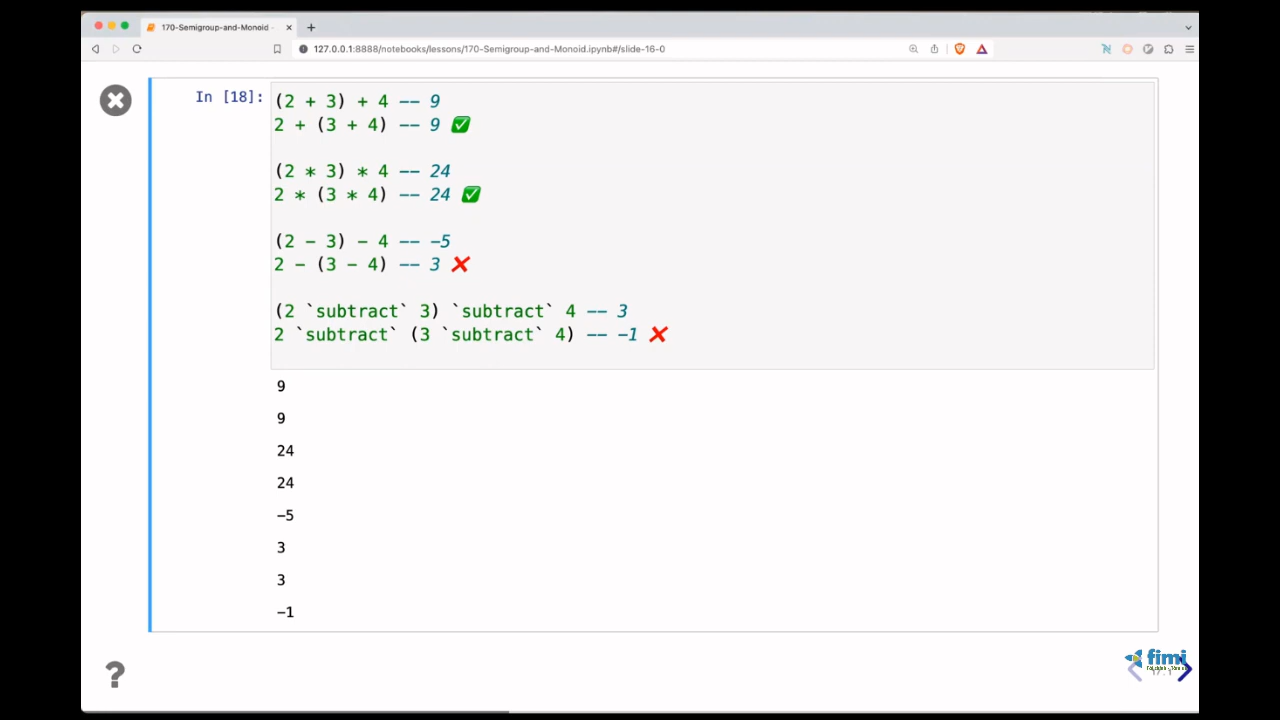 170-Semigroup-and-Monoid -
127.0.0.1:8888/notebooks/lessons/170-Semigroup-and-Monoid.ipynb#/slide-16-0
In [18]:
(2 + 3) + 4 -- 9
2 + (3 + 4) -- 9 ✅
(2 * 3) * 4 -- 24
2 * (3 * 4) -- 24 ✅
(2 - 3) - 4 -- -5
2 - (3 - 4) -- 3 ❌
(2 `subtract` 3) `subtract` 4 -- 3
2 `subtract` (3 `subtract` 4) -- -1 ❌
9
9
24
24
-5
3
3
-1
?
fimi